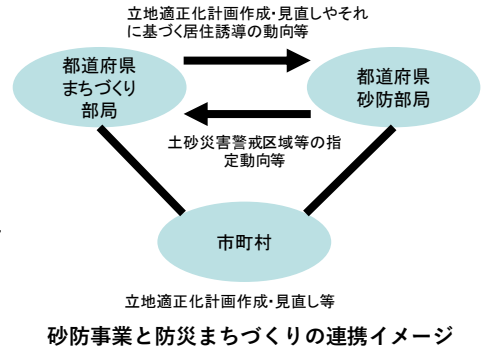 立地適正化計画作成・見直しやそれ
に基づく居住誘導の動向等
都道府県
まちづくり
部局
都道府県
砂防部局
土砂災害警戒区域等の指
定動向等
市町村
立地適正化計画作成・見直し等
砂防事業と防災まちづくりの連携イメージ